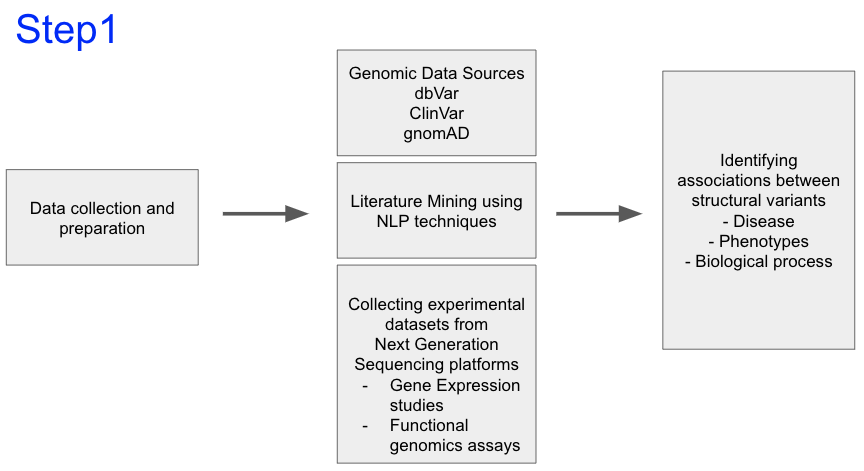 Step1
Data collection and
preparation
Genomic Data Sources
dbVar
ClinVar
gnomAD
Literature Mining using
NLP techniques
Collecting experimental
datasets from
Next Generation
Sequencing platforms
- Gene Expression
studies
- Functional
genomics assays
Identifying
associations between
structural variants
- Disease
- Phenotypes
- Biological process